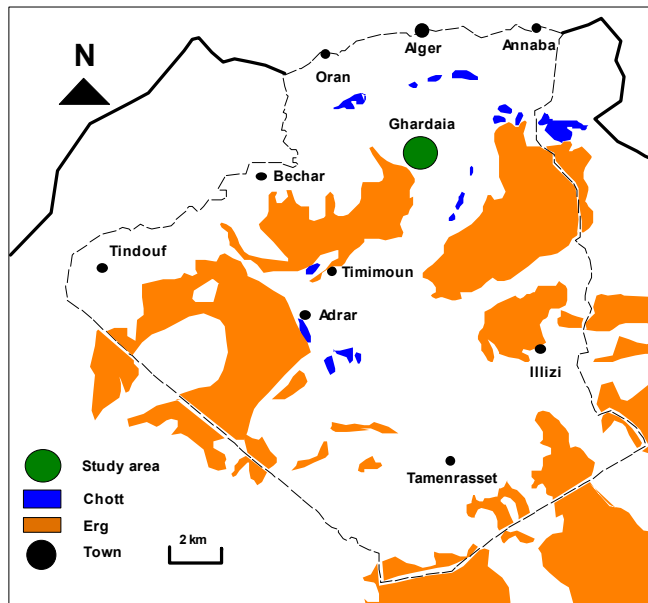 N
Alger
Annaba
Oran
Ghardaia
Bechar
Tindouf
Timimoun
Adrar
Illizi
Tamenrasset
Study area
Chott
Erg
Town
2 km